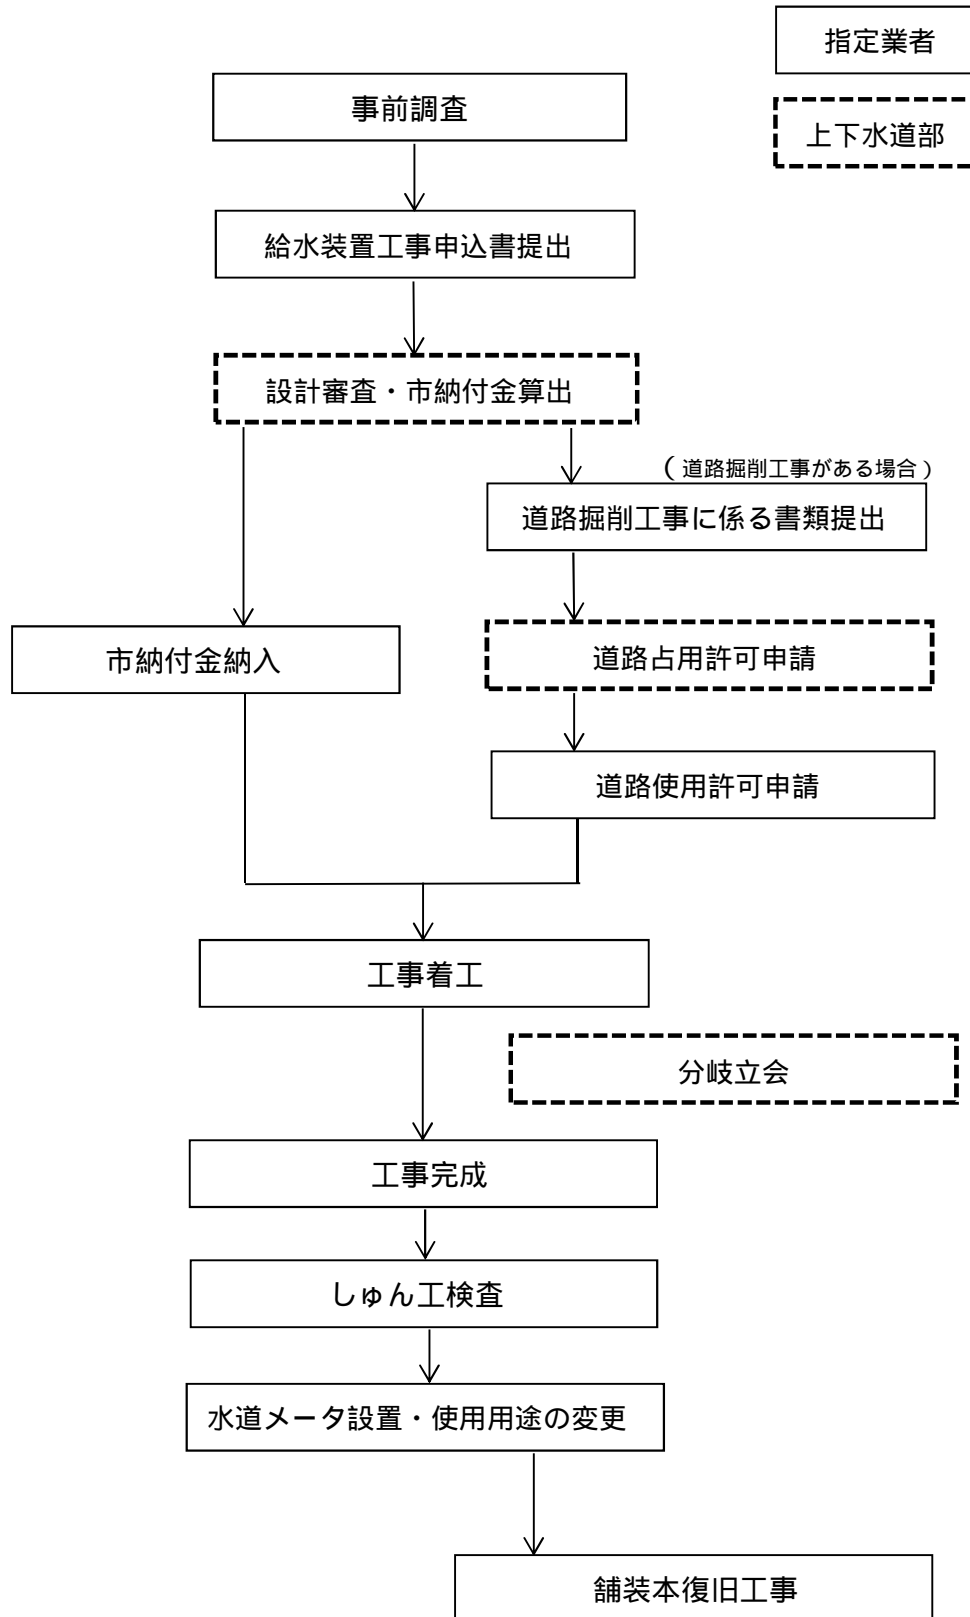 指定業者
事前調査
上下水道部
給水装置工事申込書提出
設計審査・市納付金算出
（道路掘削工事がある場合）
道路掘削工事に係る書類提出
市納付金納入
道路占用許可申請
道路使用許可申請
工事着工
分岐立会
工事完成
しゅん工検査
水道メータ設置・使用用途の変更
舗装本復旧工事